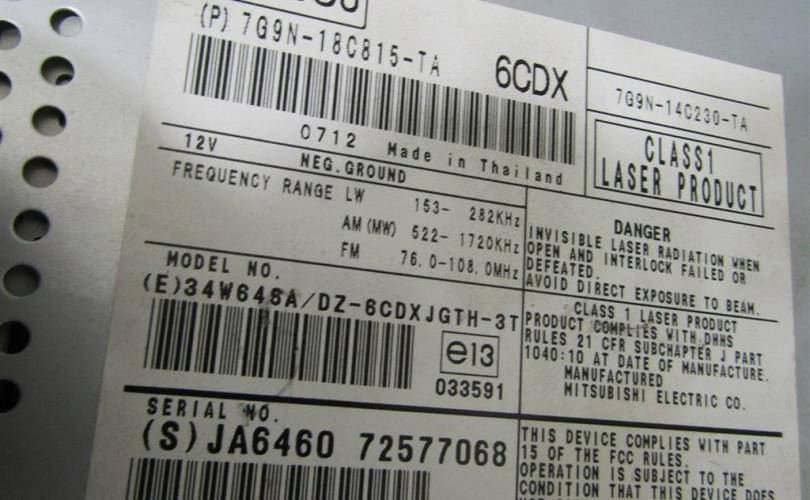 (P) 7G9N-18C815-TA
6CDX
7G9N-14C230-TA
0712 Made in Thailand
CLASS1
LASER PRODUCT
12V NEG.GROUND
FREQUENCY RANGE LW 153- 282KHz
AM(MW) 522- 1720KHz
FM 76.0-108.0MHz
DANGER
INVISIBLE LASER RADIATION WHEN
OPEN AND INTERLOCK FAILED OR
DEFEATED.
AVOID DIRECT EXPOSURE TO BEAM.
MODEL NO.
(E)34W646A/DZ-6CDXJGTH-3T
e13
033591
CLASS 1 LASER PRODUCT
PRODUCT COMPLIES WITH DHHS
RULES 21 CFR SUBCHAPTER J PART
1040:10 AT DATE OF MANUFACTURE.
MANUFACTURED
MITSUBISHI ELECTRIC CO.
SERIAL NO.
(S)JA6460 72577068
THIS DEVICE COMPLIES WITH PART
15 OF THE FCC RULES.
OPERATION IS SUBJECT TO THE
CONDITION THAT THIS DEVICE DOES